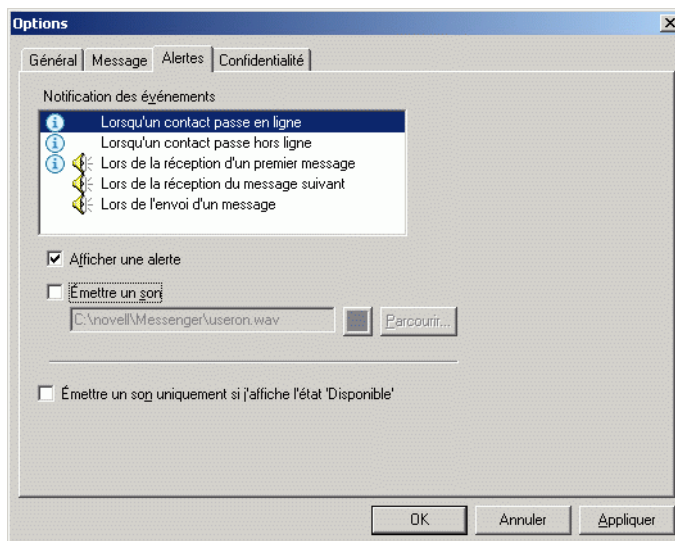 Options
Général Message Alertes Confidentialité
Notification des événements
Lorsqu'un contact passe en ligne
Lorsqu'un contact passe hors ligne
Lors de la réception d'un premier message
Lors de la réception du message suivant
Lors de l'envoi d'un message
Afficher une alerte
Émettre un son
C:\novell\Messenger\useron.wav Parcourir...
Émettre un son uniquement si j'affiche l'état 'Disponible'
OK Annuler Appliquer